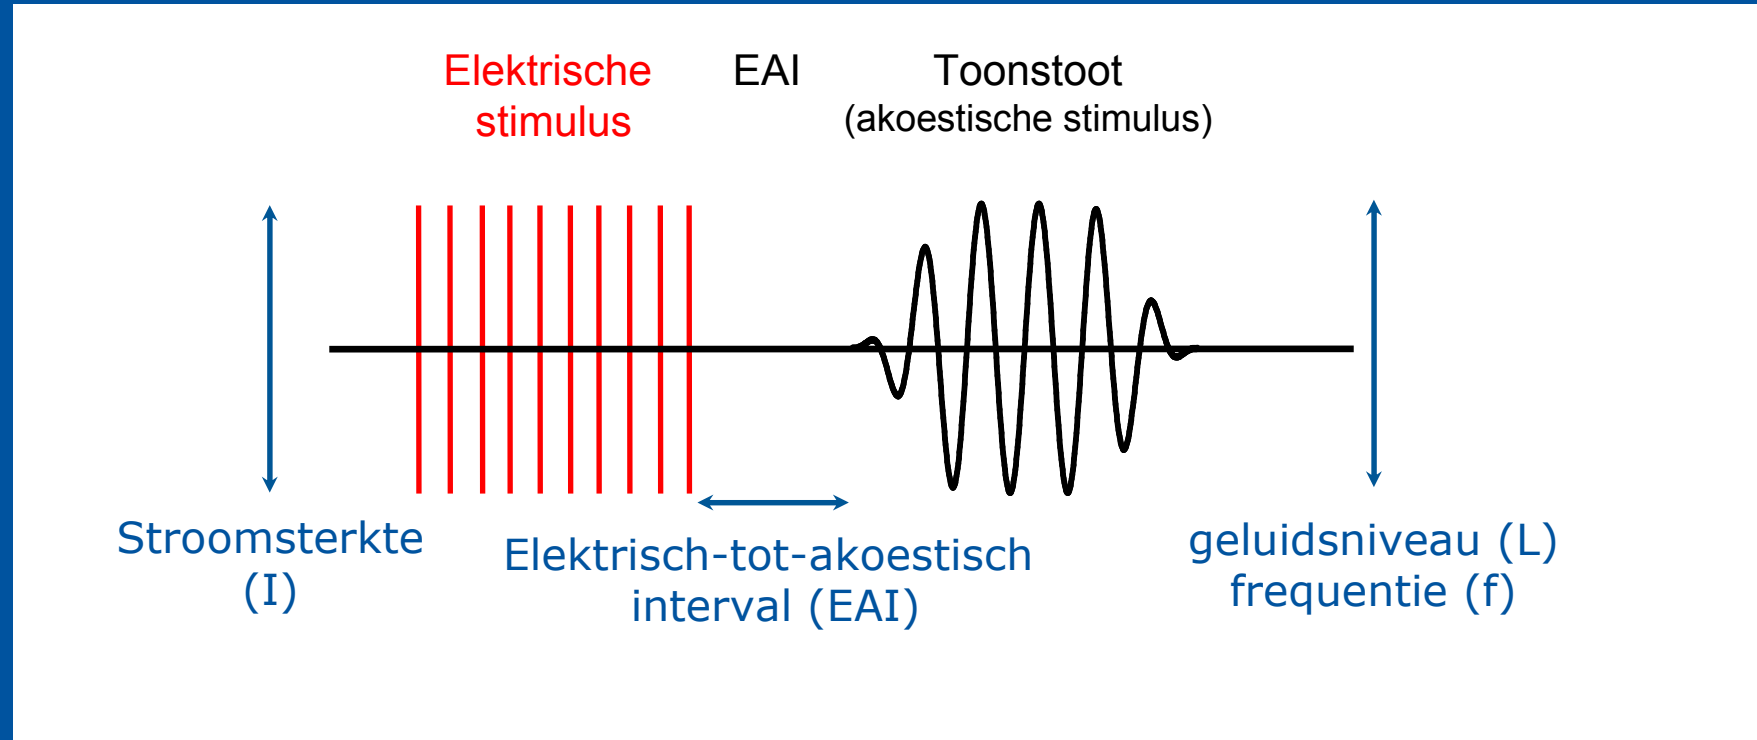 Elektrische
stimulus
EAI
Toonstoot
(akoestische stimulus)
Stroomsterkte
(I)
Elektrisch-tot-akoestisch
interval (EAI)
geluidsniveau (L)
frequentie (f)